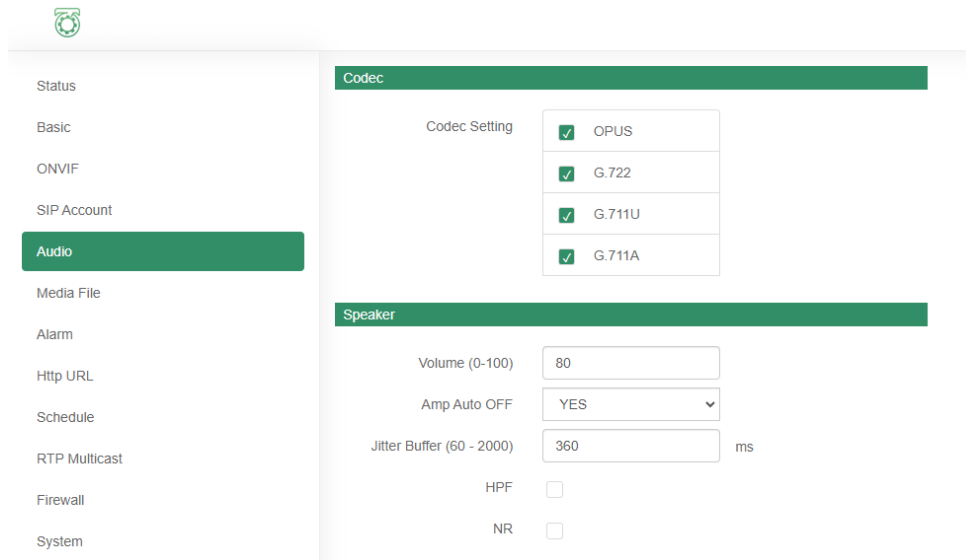 Status
Basic
ONVIF
SIP Account
Audio
Media File
Alarm
Http URL
Schedule
RTP Multicast
Firewall
System
Codec
Codec Setting
OPUS
G.722
G.711U
G.711A
Speaker
Volume (0-100) 80
Amp Auto OFF YES
Jitter Buffer (60 - 2000) 360 ms
HPF
NR